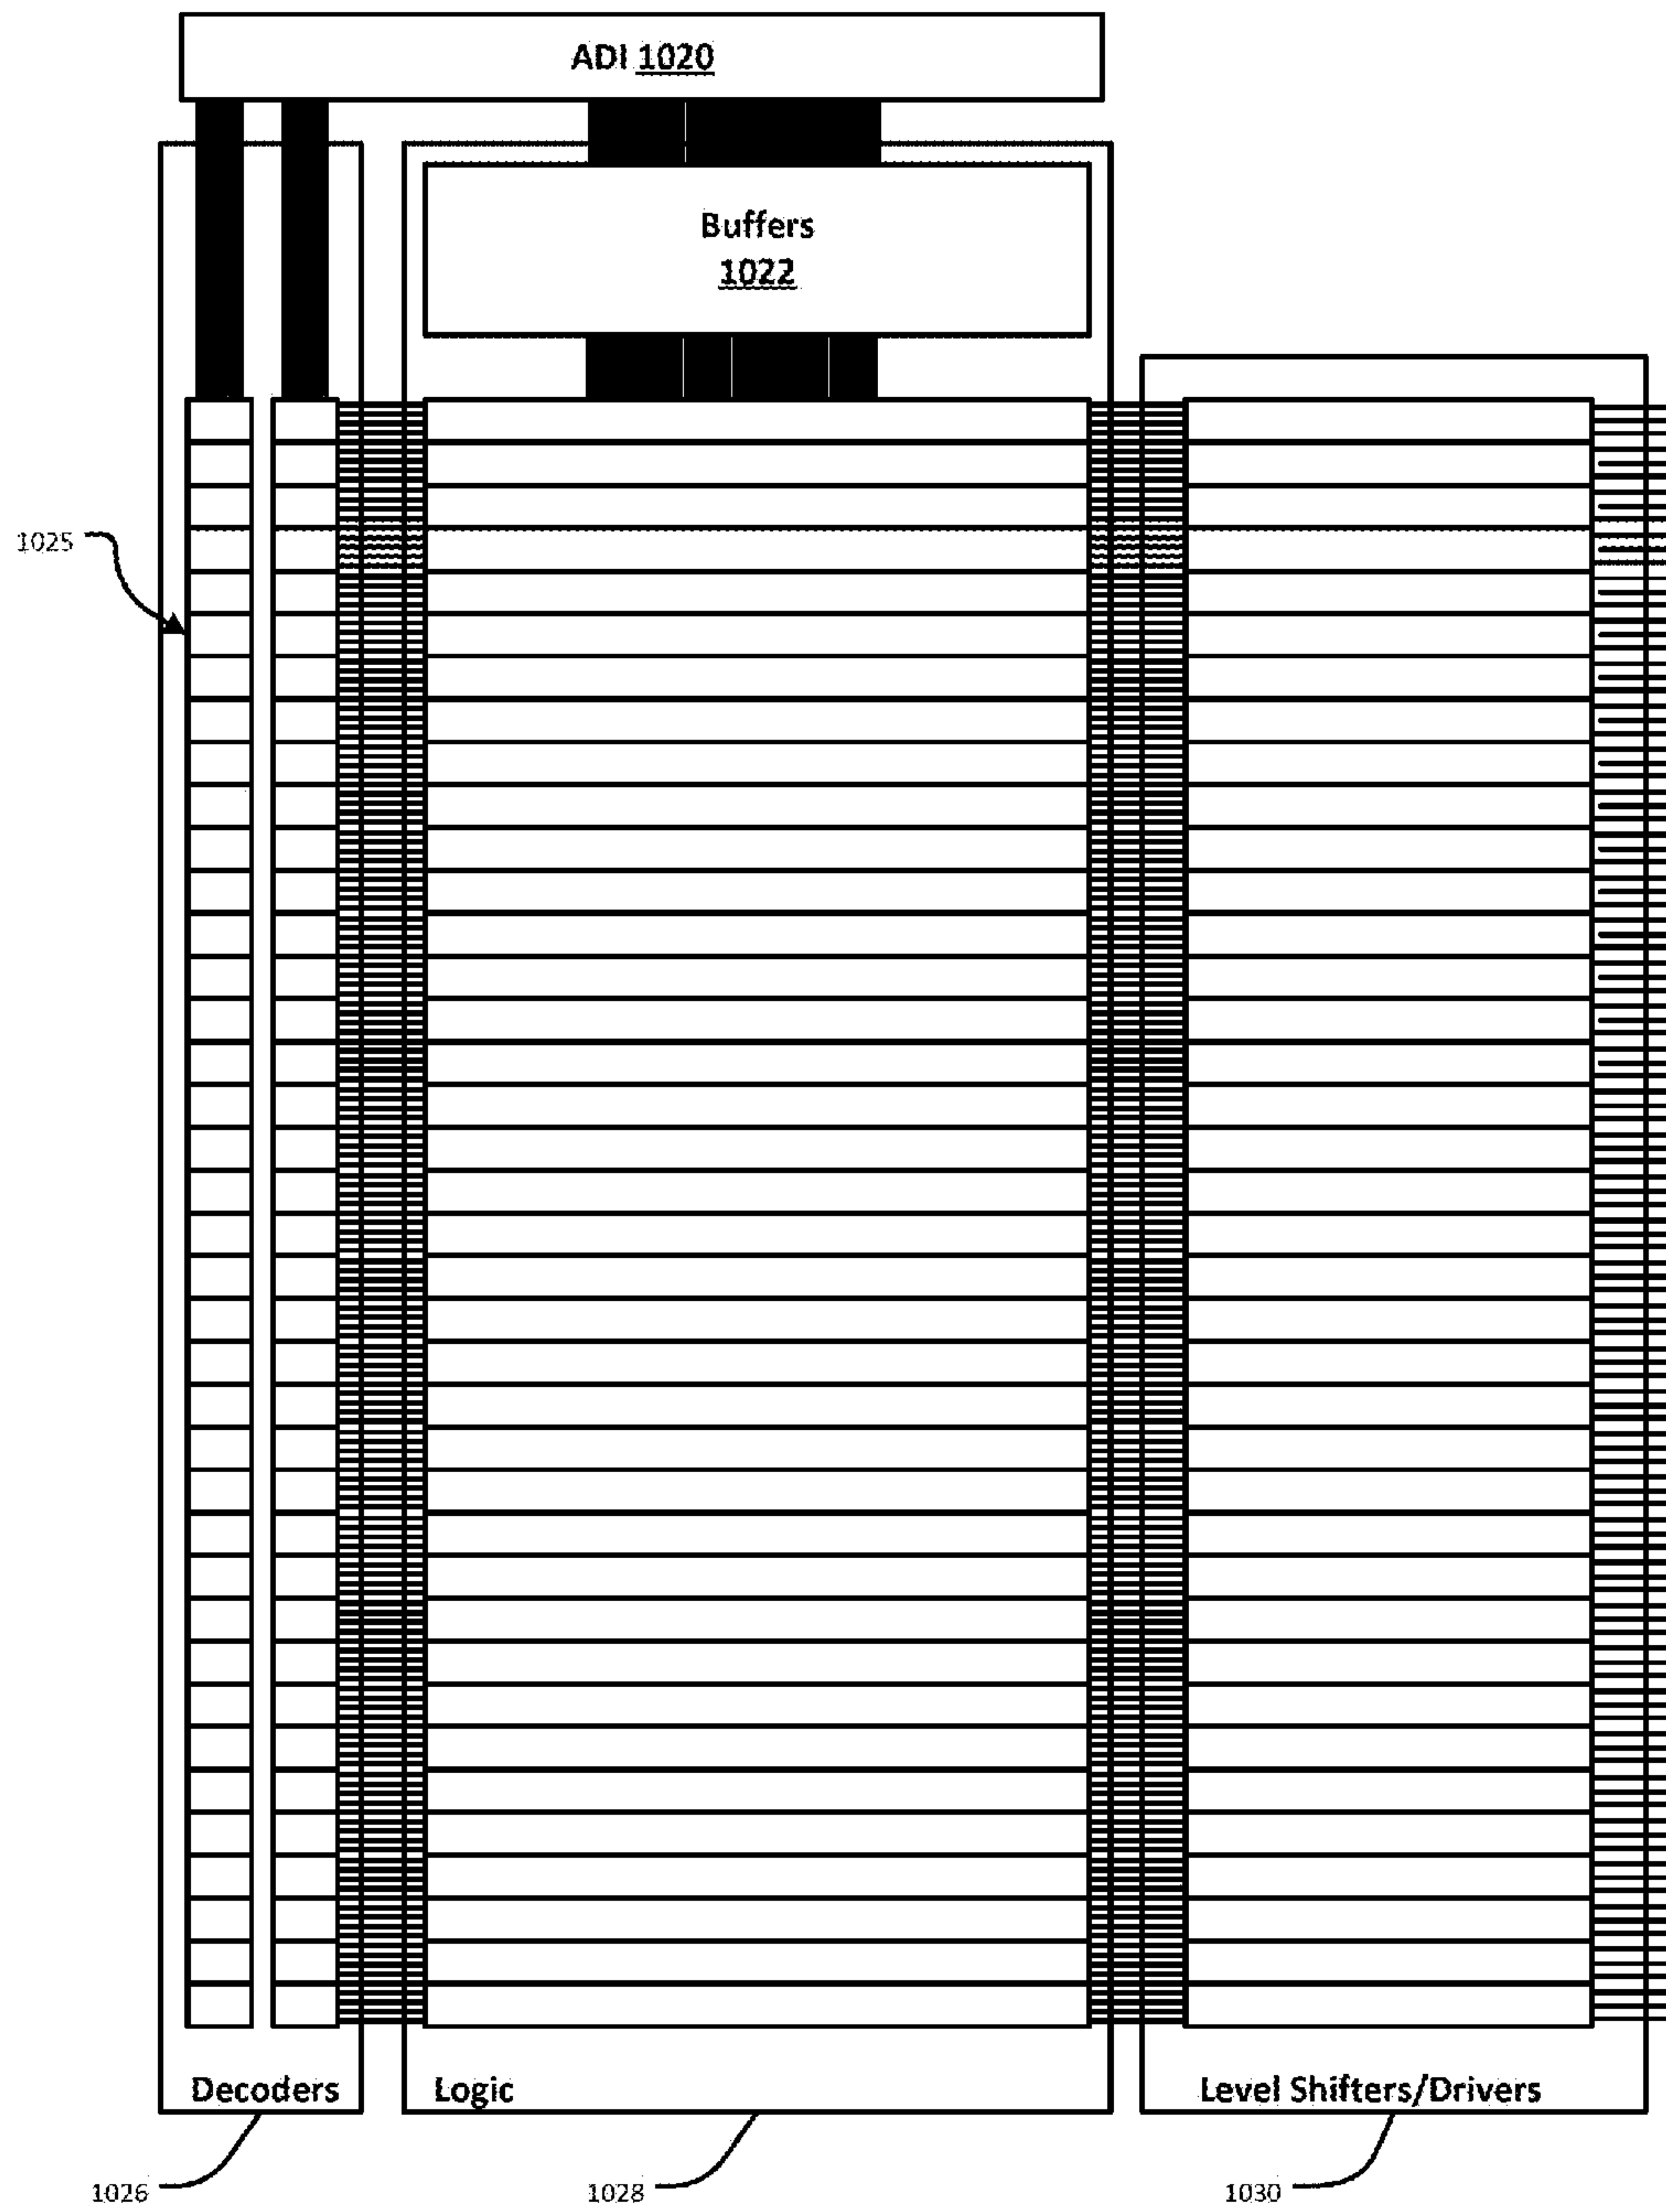 ADI 1020
Buffers
1022
1025
Decoders
Logic
Level Shifters/Drivers
1026
1028
1030